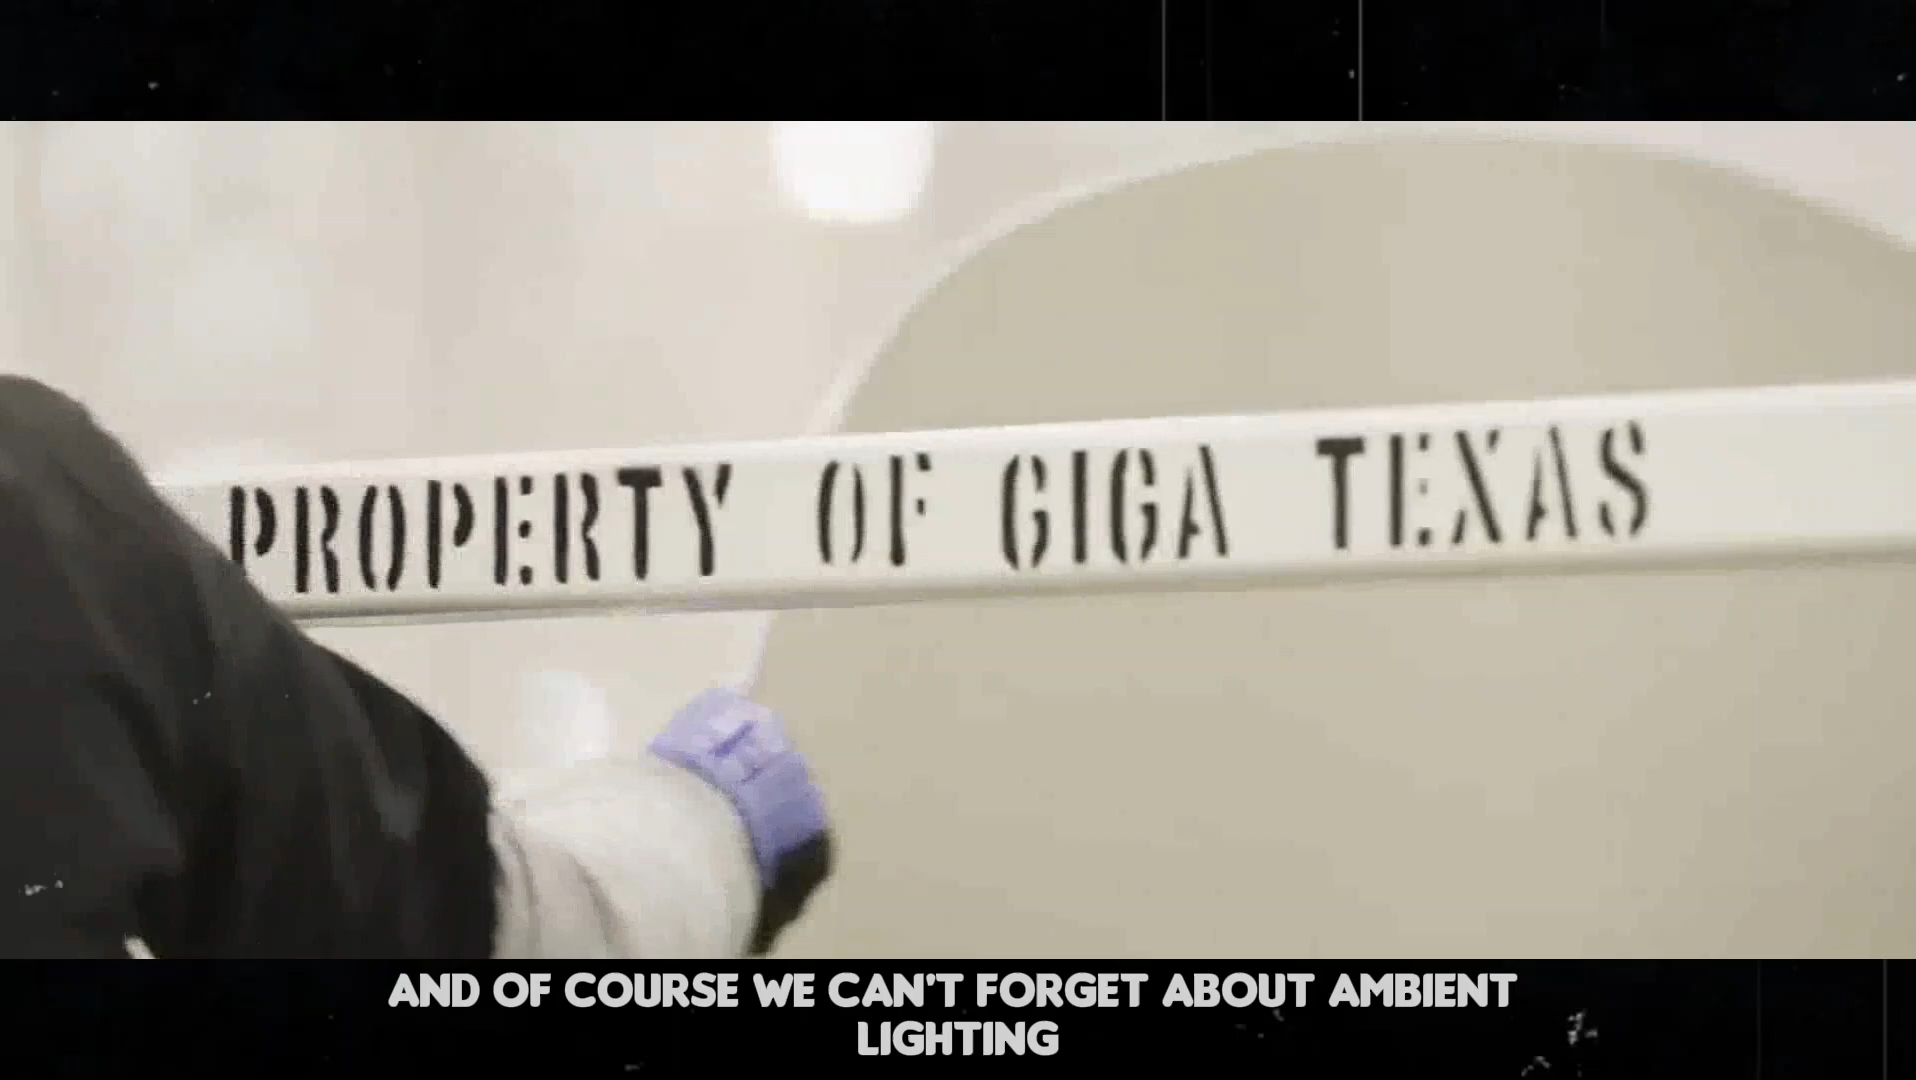 PROPERTY OF GIGA TEXAS
AND OF COURSE WE CAN'T FORGET ABOUT AMBIENT
LIGHTING